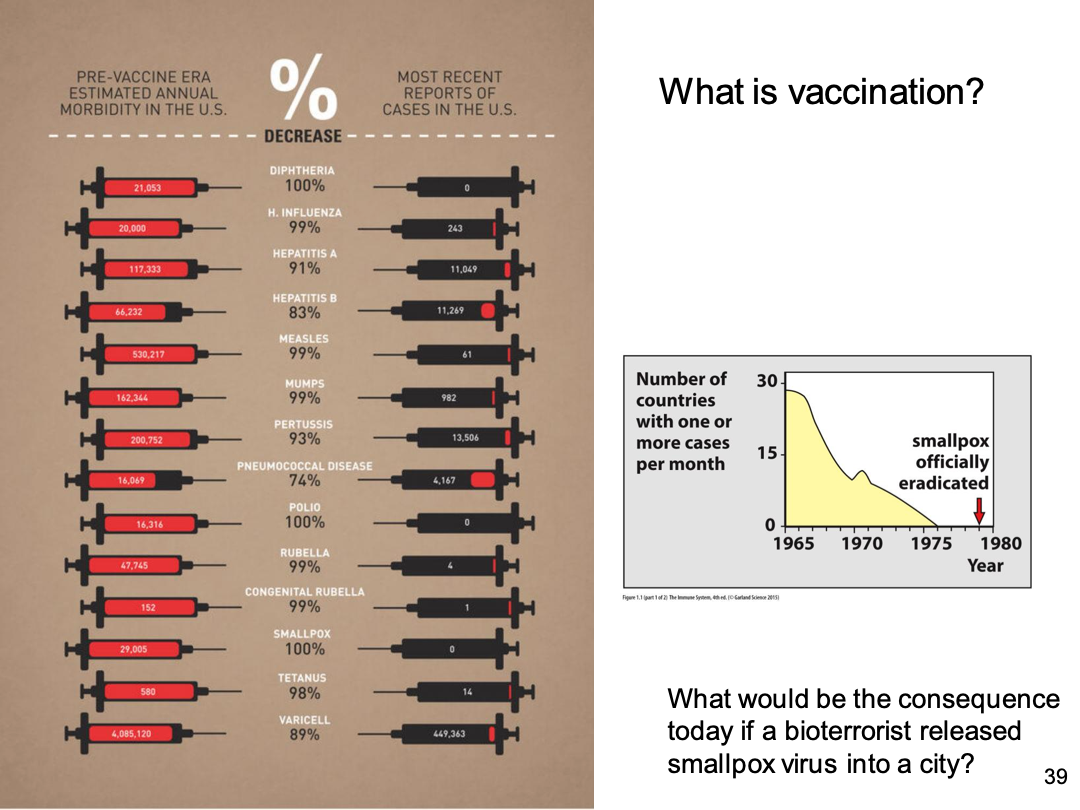 PRE-VACCINE ERA
ESTIMATED ANNUAL
MORBIDITY IN THE U.S.
%
DECREASE
MOST RECENT
REPORTS OF
CASES IN THE U.S.
DIPHTHERIA
21,053
100%
0
H. INFLUENZA
20,000
99%
243
HEPATITIS A
117,333
91%
11,049
HEPATITIS B
66,232
83%
11,269
MEASLES
530,217
99%
61
MUMPS
162,344
99%
982
PERTUSSIS
200,752
93%
13,506
PNEUMOCOCCAL DISEASE
16,069
74%
4,167
POLIO
16,316
100%
0
RUBELLA
47,745
99%
4
CONGENITAL RUBELLA
152
99%
1
SMALLPOX
29,005
100%
0
TETANUS
580
98%
14
VARICELL
4,085,120
89%
449,363
What is vaccination?
Number of
countries
with one or
more cases
per month
30
15
0
smallpox
officially
eradicated
1965 1970 1975 1980
Year
Figure 1.1 (part 1 of 2) The Immune System, 4th ed. (© Garland Science 2015)
What would be the consequence
today if a bioterrorist released
smallpox virus into a city?
39